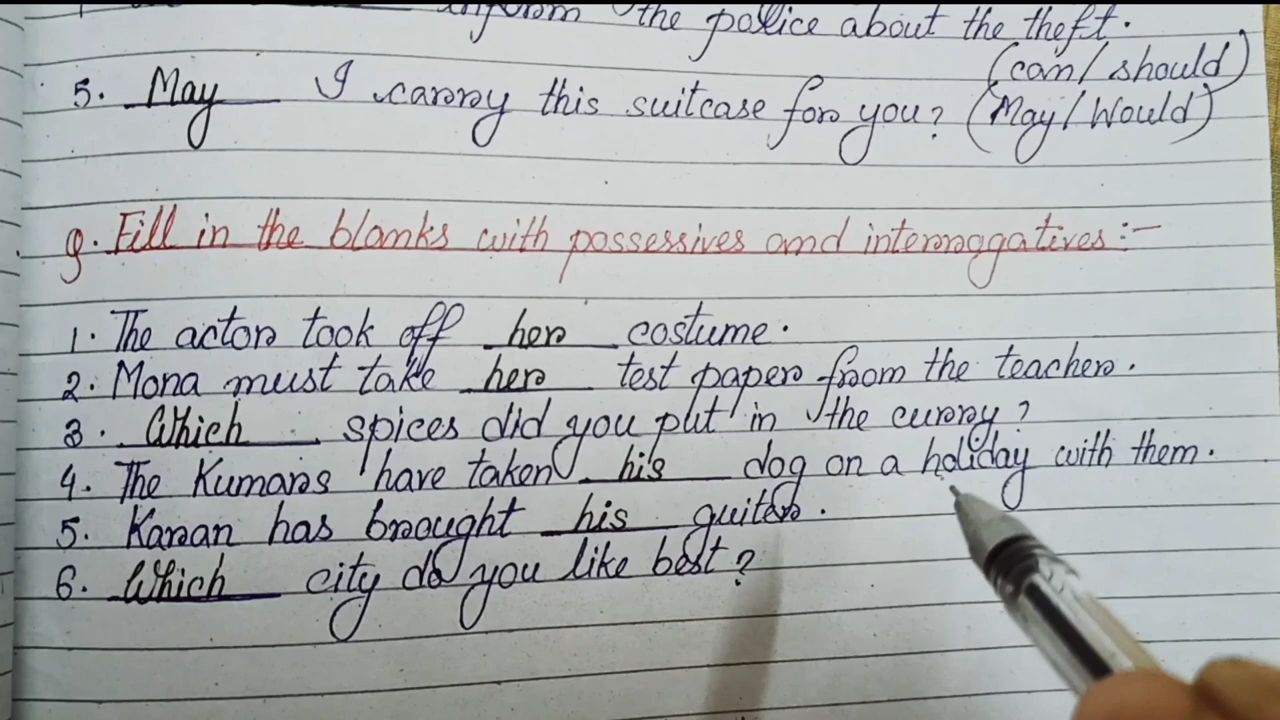 inform the police about the theft.
(can/should)
5. May I carry this suitcase for you? (May/Would)
g. Fill in the blanks with possessives and interrogatives:-
1. The actor took off her costume.
2. Mona must take her test paper from the teacher.
3. Which spices did you put in the curry?
4. The Kumars have taken his dog on a holiday with them.
5. Karan has brought his guitar.
6. Which city do you like best?